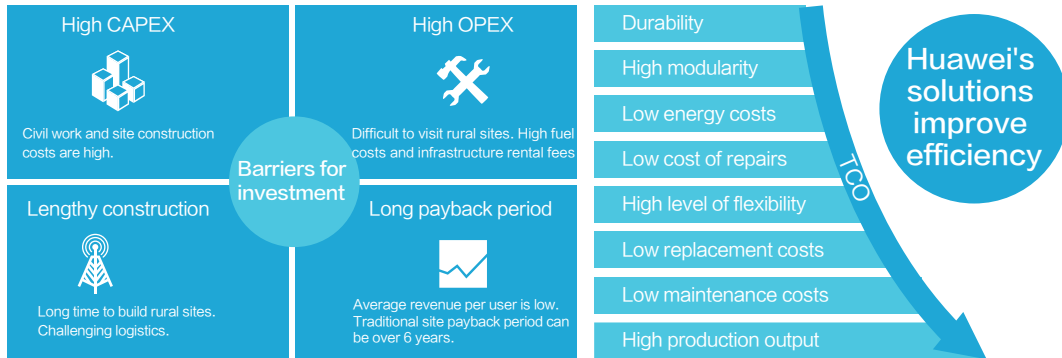 High CAPEX
Civil work and site construction
costs are high.
High OPEX
Difficult to visit rural sites. High fuel
costs and infrastructure rental fees
Barriers for
investment
Lengthy construction
Long time to build rural sites.
Challenging logistics.
Long payback period
Average revenue per user is low.
Traditional site payback period can
be over 6 years.
Durability
High modularity
Low energy costs
Low cost of repairs
High level of flexibility
Low replacement costs
Low maintenance costs
High production output
TCO
Huawei's
solutions
improve
efficiency